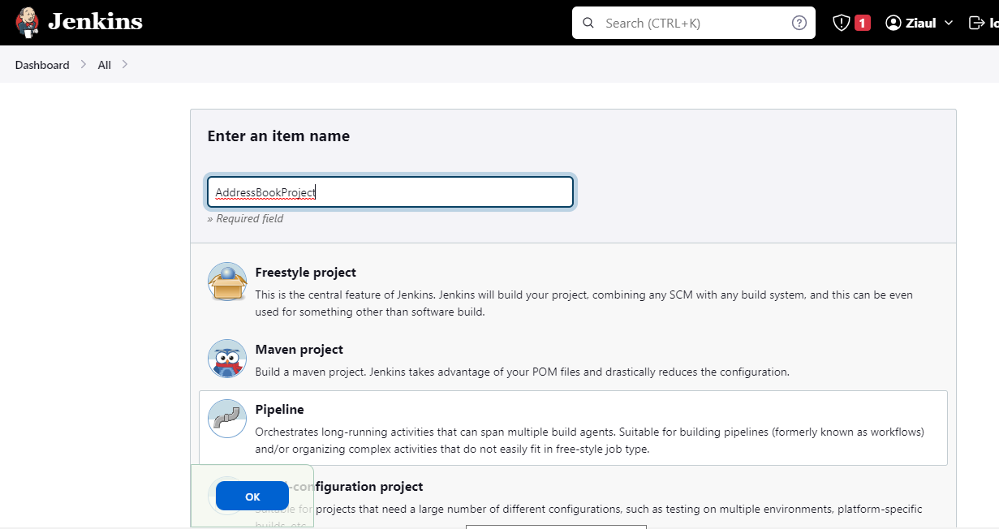 Jenkins
Search (CTRL+K)
1
Ziaul
Dashboard
All
Enter an item name
AddressBookProject
» Required field
Freestyle project
This is the central feature of Jenkins. Jenkins will build your project, combining any SCM with any build system, and this can be even
used for something other than software build.
Maven project
Build a maven project. Jenkins takes advantage of your POM files and drastically reduces the configuration.
Pipeline
Orchestrates long-running activities that can span multiple build agents. Suitable for building pipelines (formerly known as workflows)
and/or organizing complex activities that do not easily fit in free-style job type.
-configuration project
OK
Suitable for projects that need a large number of different configurations, such as testing on multiple environments, platform-specific
builds, etc.